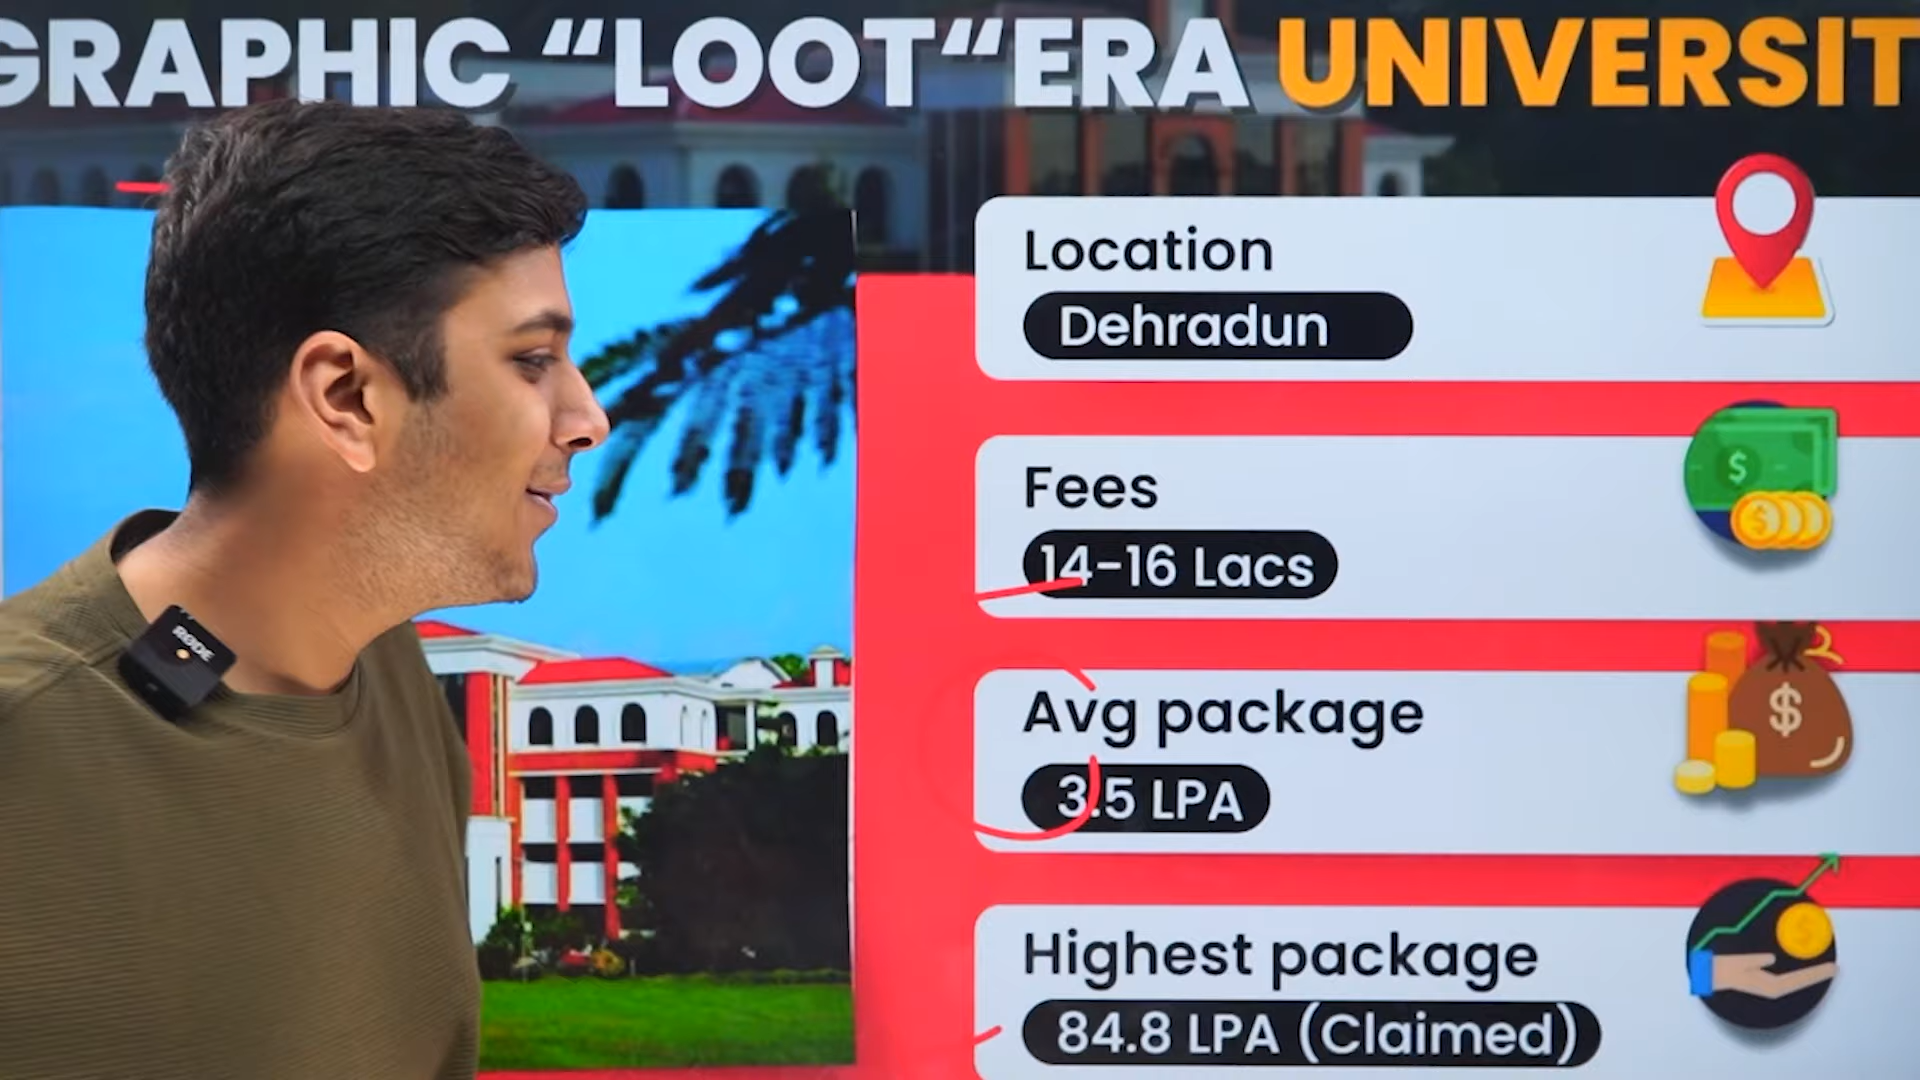 GRAPHIC “LOOT“ERA UNIVERSIT
Location
Dehradun
Fees
14-16 Lacs
Avg package
3.5 LPA
Highest package
84.8 LPA (Claimed)
RØDE